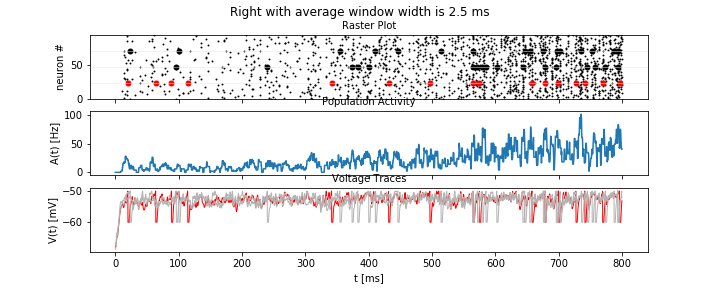 Right with average window width is 2.5 ms
Raster Plot
neuron #
50
0
Population Activity
A(t) [Hz]
100
50
0
Voltage Traces
V(t) [mV]
−50
−60
0 100 200 300 400 500 600 700 800
t [ms]